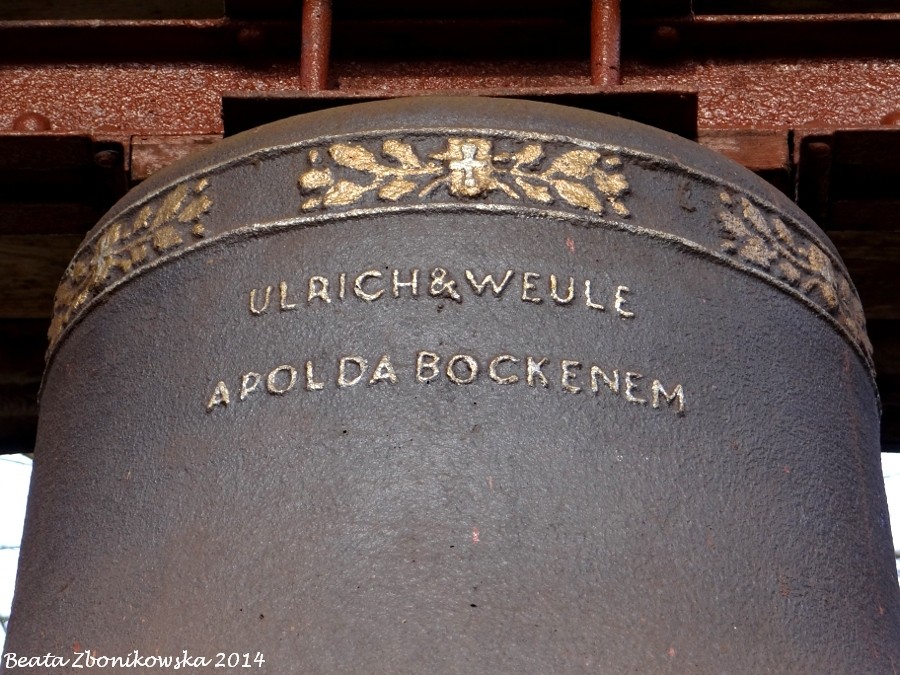 ULRICH&WEULE
APOLDA BOCKENEM
Beata Zbonikowska 2014